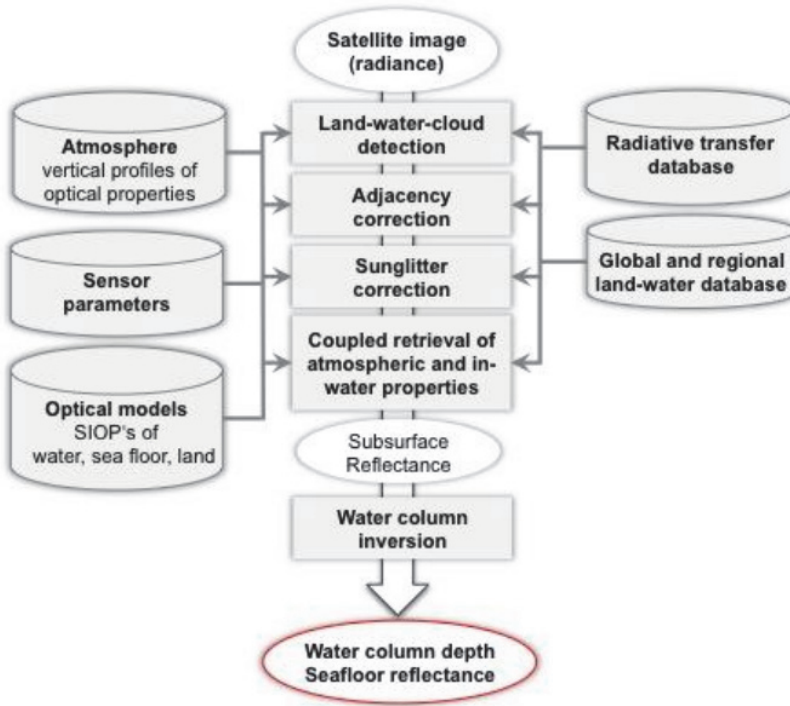 Satellite image
(radiance)
Land-water-cloud
detection
Atmosphere
vertical profiles of
optical properties
Radiative transfer
database
Adjacency
correction
Sensor
parameters
Sunglitter
correction
Global and regional
land-water database
Coupled retrieval of
atmospheric and in-
water properties
Optical models
SIOP's of
water, sea floor, land
Subsurface
Reflectance
Water column
inversion
Water column depth
Seafloor reflectance